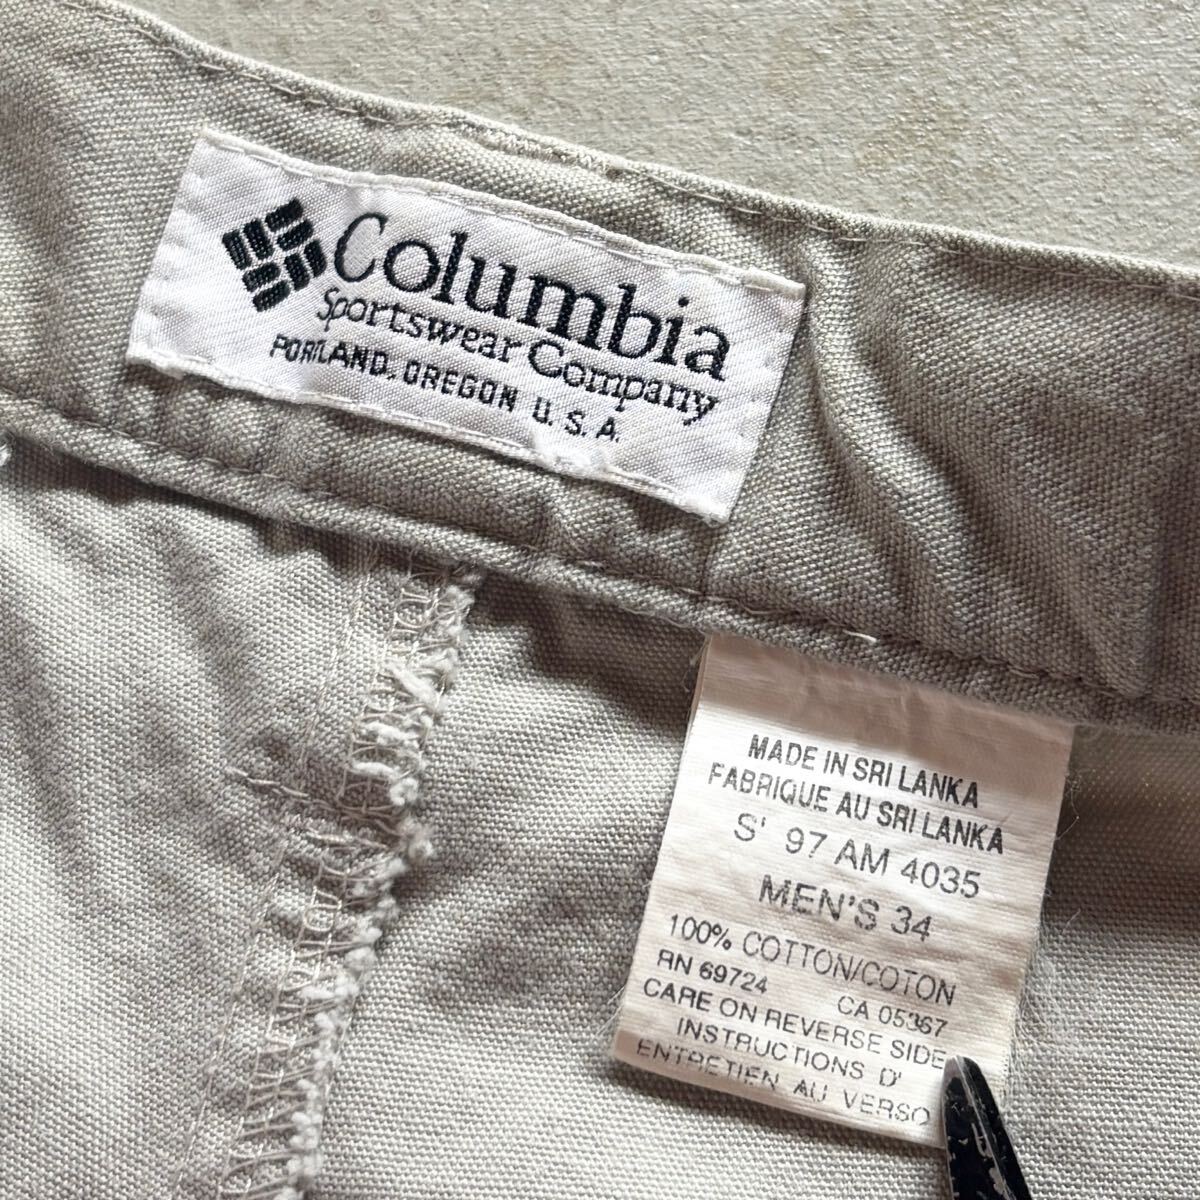 Columbia
Sportswear Company
PORTLAND, OREGON U.S.A.
MADE IN SRI LANKA
FABRIQUE AU SRI LANKA
S' 97 AM 4035
MEN'S 34
100% COTTON/COTON
RN 69724 CA 05367
CARE ON REVERSE SIDE
INSTRUCTIONS D'
ENTRETIEN AU VERSO